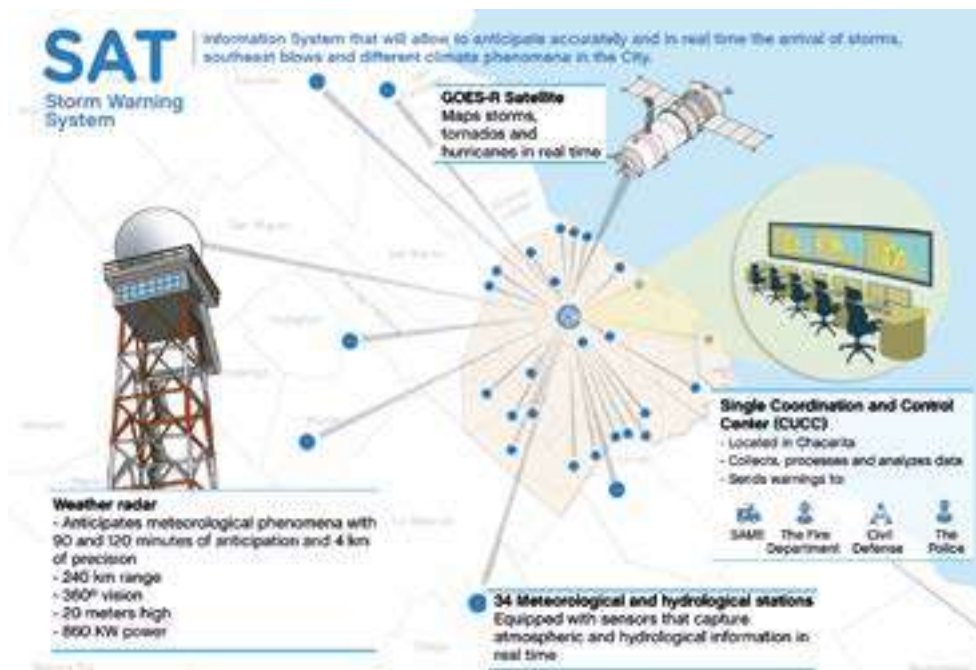 SAT
Storm Warning
System
Information System that will allow to anticipate accurately and in real time the arrival of storms,
southeast blows and different climate phenomena in the City.
GOES-R Satellite
Maps storms,
tornados and
hurricanes in real time
Weather radar
- Anticipates meteorological phenomena with
90 and 120 minutes of anticipation and 4 km
of precision
- 240 km range
- 360º vision
- 20 meters high
- 860 KW power
Single Coordination and Control
Center (CUCC)
- Located in Chacarita
- Collects, processes and analyzes data
- Sends warnings to:
SAME
The Fire
Department
Civil
Defense
The
Police
34 Meteorological and hydrological stations
Equipped with sensors that capture
atmospheric and hydrological information in
real time